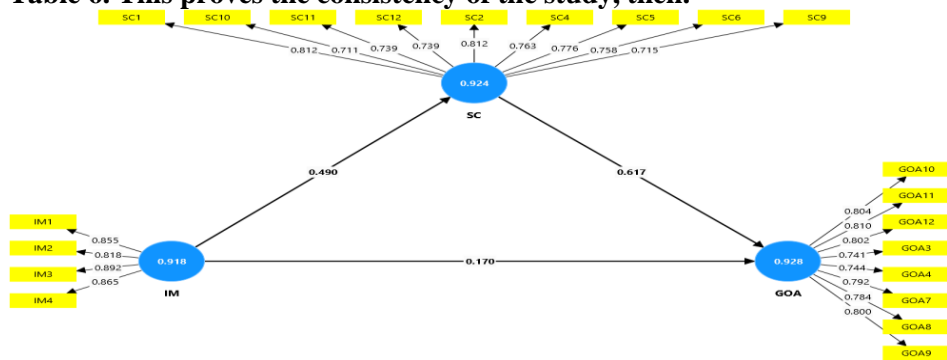 Table 6. This proves the consistency of the study, then.
SC1 SC10 SC11 SC12 SC2 SC4 SC5 SC6 SC9
0.812 0.711 0.739 0.739 0.812 0.763 0.776 0.758 0.715
0.924
SC
0.490 0.617
IM1
IM2
IM3
IM4
0.855
0.818
0.892
0.865
0.918
IM
0.170
0.928
GOA
0.804
0.810
0.802
0.741
0.744
0.792
0.784
0.800
GOA10
GOA11
GOA12
GOA3
GOA4
GOA7
GOA8
GOA9